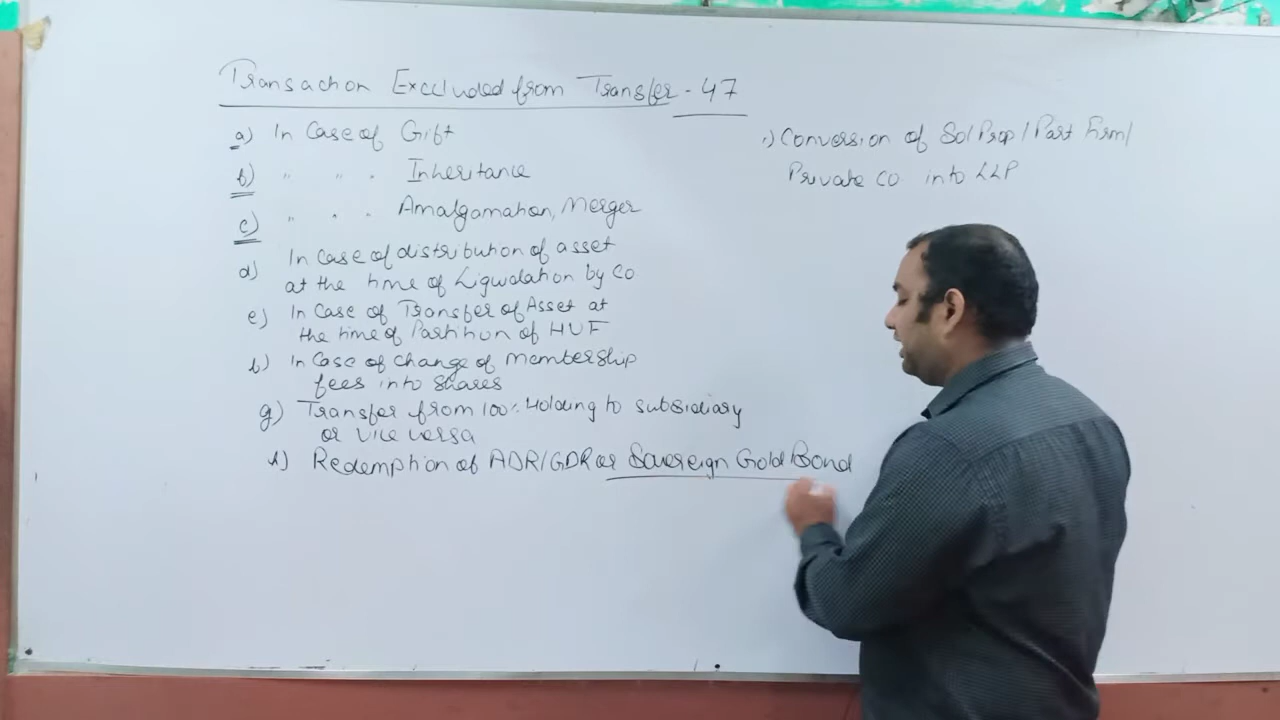 Transaction Excluded from Transfer - 47
a) In Case of Gift
b) " " " Inheritance
c) " " " Amalgamation, Merger
d) In Case of distribution of asset
at the time of Liquidation by Co
e) In Case of Transfer of Asset at
the time of Partition of HUF
f) In Case of Change of Membership
fees into Shares
g) Transfer from 100% Holding to subsidiary
or vice versa
h) Redemption of ADR/GDR or Sovereign Gold Bond
i) Conversion of Sol Prop / Part Firm/
Private Co into LLP